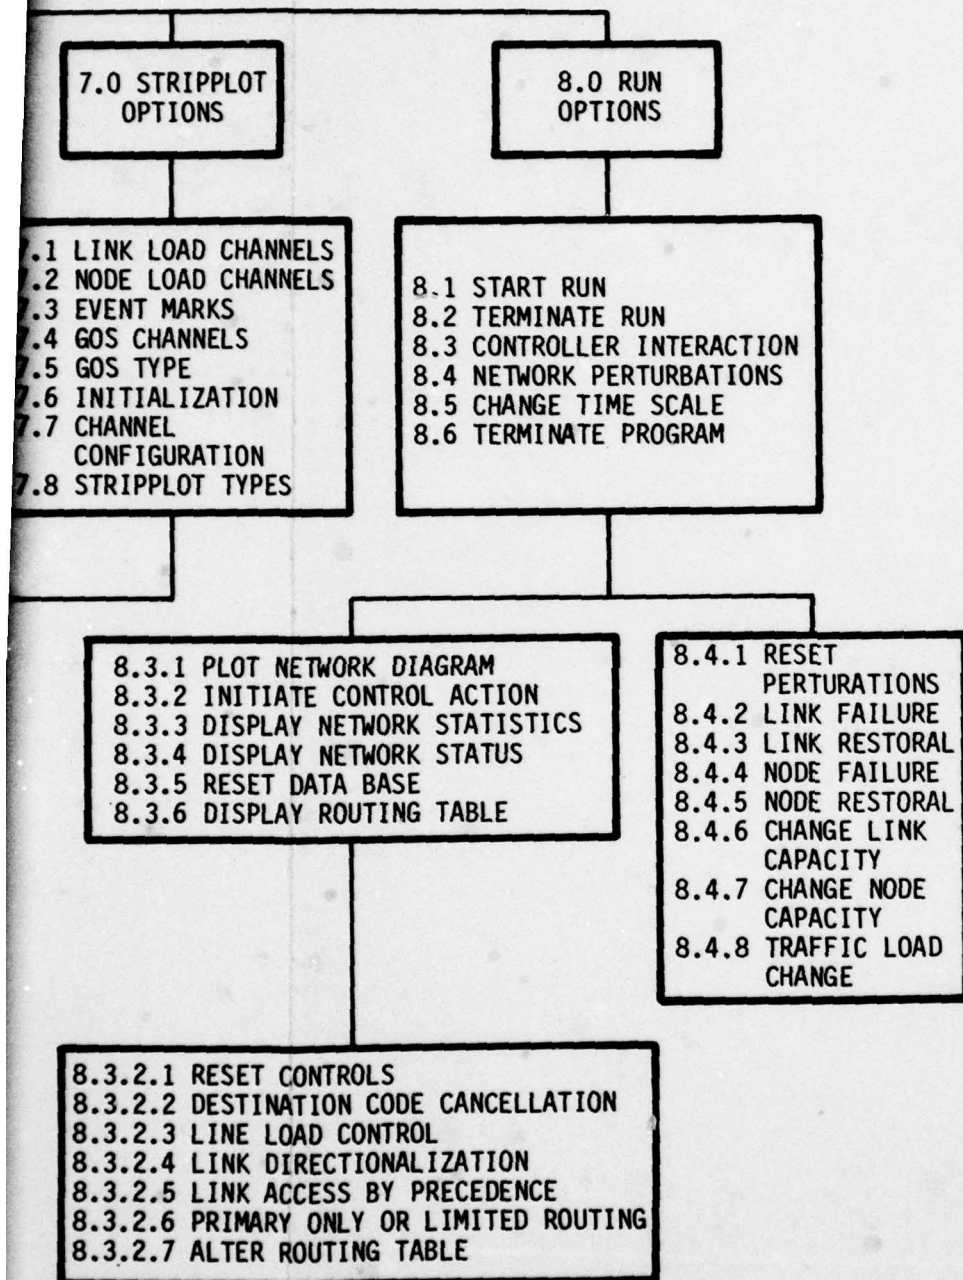 7.0 STRIPPLOT
OPTIONS
8.0 RUN
OPTIONS
7.1 LINK LOAD CHANNELS
7.2 NODE LOAD CHANNELS
7.3 EVENT MARKS
7.4 GOS CHANNELS
7.5 GOS TYPE
7.6 INITIALIZATION
7.7 CHANNEL
CONFIGURATION
7.8 STRIPPLOT TYPES
8.1 START RUN
8.2 TERMINATE RUN
8.3 CONTROLLER INTERACTION
8.4 NETWORK PERTURBATIONS
8.5 CHANGE TIME SCALE
8.6 TERMINATE PROGRAM
8.3.1 PLOT NETWORK DIAGRAM
8.3.2 INITIATE CONTROL ACTION
8.3.3 DISPLAY NETWORK STATISTICS
8.3.4 DISPLAY NETWORK STATUS
8.3.5 RESET DATA BASE
8.3.6 DISPLAY ROUTING TABLE
8.4.1 RESET
PERTURATIONS
8.4.2 LINK FAILURE
8.4.3 LINK RESTORAL
8.4.4 NODE FAILURE
8.4.5 NODE RESTORAL
8.4.6 CHANGE LINK
CAPACITY
8.4.7 CHANGE NODE
CAPACITY
8.4.8 TRAFFIC LOAD
CHANGE
8.3.2.1 RESET CONTROLS
8.3.2.2 DESTINATION CODE CANCELLATION
8.3.2.3 LINE LOAD CONTROL
8.3.2.4 LINK DIRECTIONALIZATION
8.3.2.5 LINK ACCESS BY PRECEDENCE
8.3.2.6 PRIMARY ONLY OR LIMITED ROUTING
8.3.2.7 ALTER ROUTING TABLE